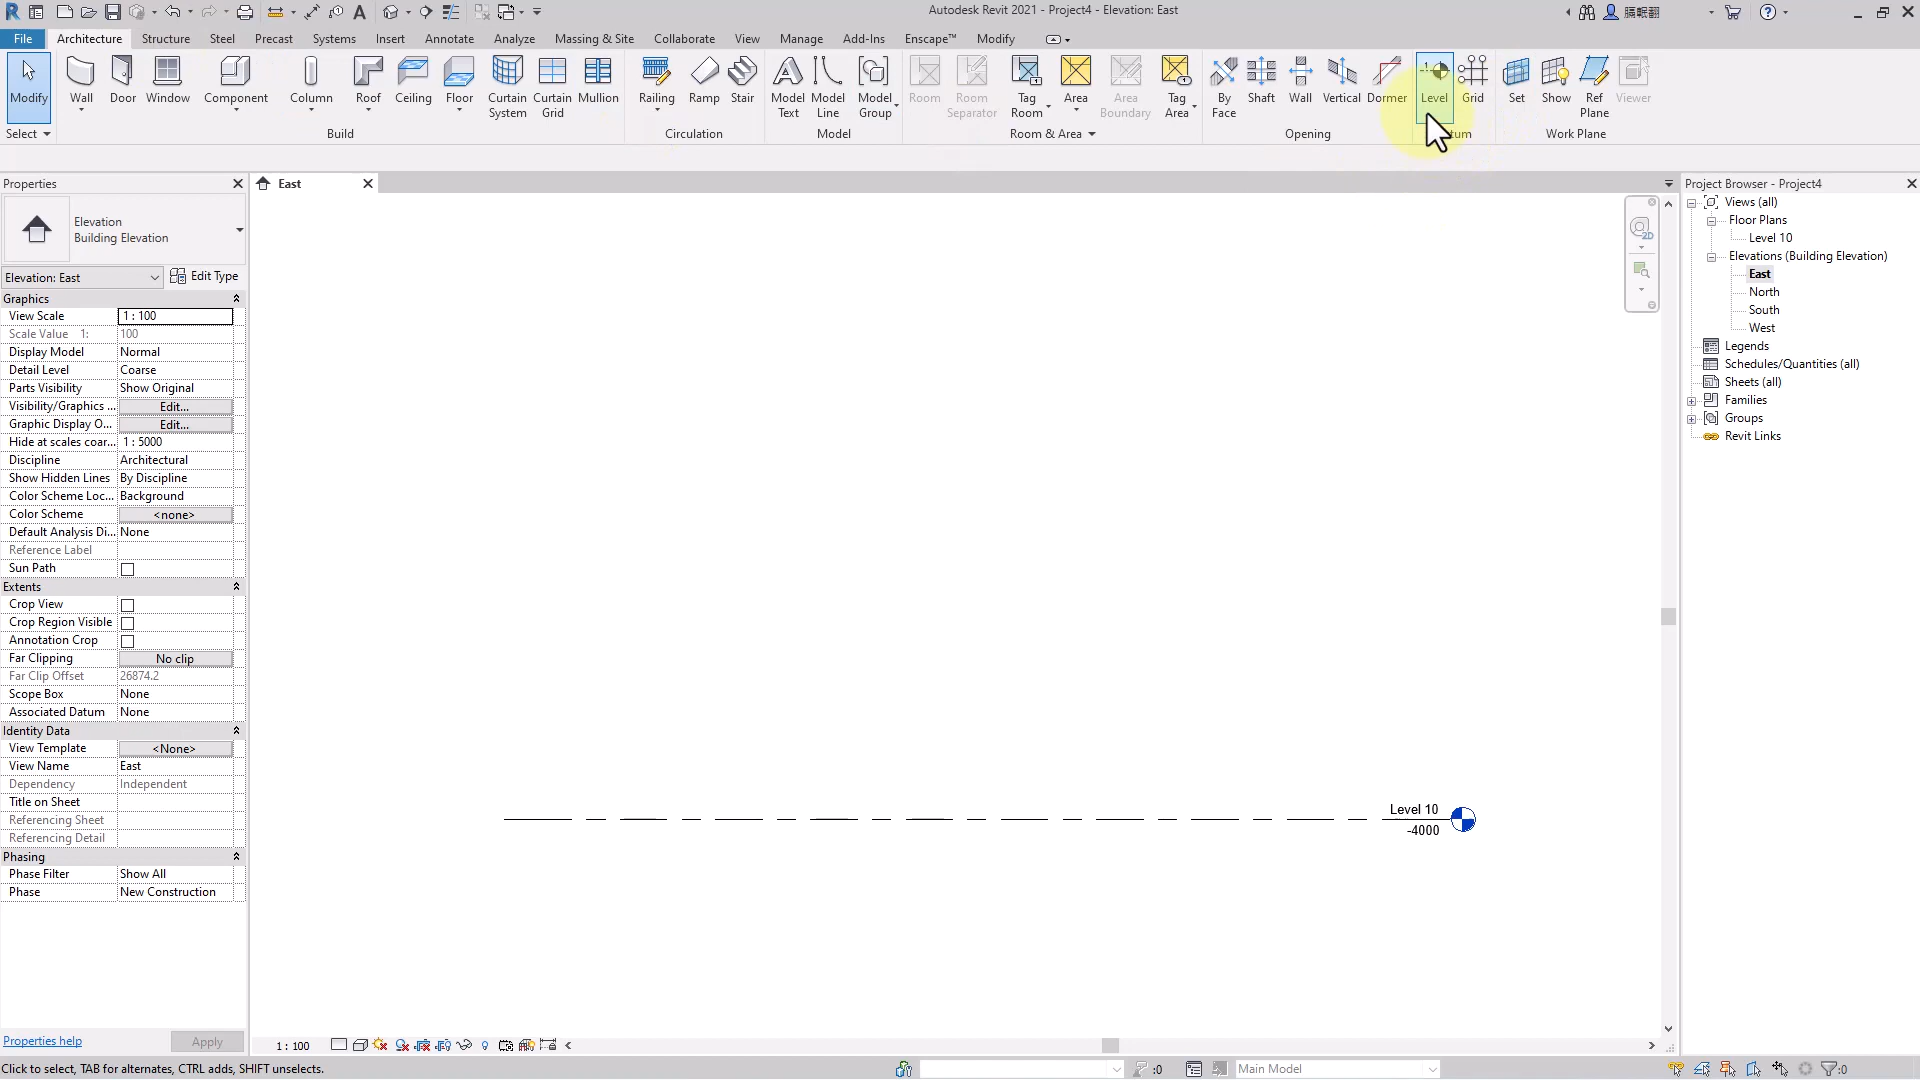 Autodesk Revit 2021 - Project4 - Elevation: East
File Architecture Structure Steel Precast Systems Insert Annotate Analyze Massing & Site Collaborate View Manage Add-Ins Enscape™ Modify
Modify
Wall
Door
Window
Component
Column
Roof
Ceiling
Floor
Curtain
System
Curtain
Grid
Mullion
Railing
Ramp
Stair
Model
Text
Model
Line
Model
Group
Room
Room
Separator
Tag
Room
Area
Area
Boundary
Tag
Area
By
Face
Shaft
Wall
Vertical
Dormer
Level
Grid
Set
Show
Ref
Plane
Viewer
Select
Build
Circulation
Model
Room & Area
Opening
tum
Work Plane
Properties
Elevation
Building Elevation
Elevation: East
Edit Type
Graphics
View Scale 1 : 100
Scale Value 1: 100
Display Model Normal
Detail Level Coarse
Parts Visibility Show Original
Visibility/Graphics ... Edit...
Graphic Display O... Edit...
Hide at scales coar... 1 : 5000
Discipline Architectural
Show Hidden Lines By Discipline
Color Scheme Loc... Background
Color Scheme <none>
Default Analysis Di... None
Reference Label
Sun Path
Extents
Crop View
Crop Region Visible
Annotation Crop
Far Clipping No clip
Far Clip Offset 26874.2
Scope Box None
Associated Datum None
Identity Data
View Template <None>
View Name East
Dependency Independent
Title on Sheet
Referencing Sheet
Referencing Detail
Phasing
Phase Filter Show All
Phase New Construction
Properties help
Apply
East
2D
Level 10
-4000
1 : 100
Project Browser - Project4
Views (all)
Floor Plans
Level 10
Elevations (Building Elevation)
East
North
South
West
Legends
Schedules/Quantities (all)
Sheets (all)
Families
Groups
Revit Links
Click to select, TAB for alternates, CTRL adds, SHIFT unselects.
:0
Main Model
:0